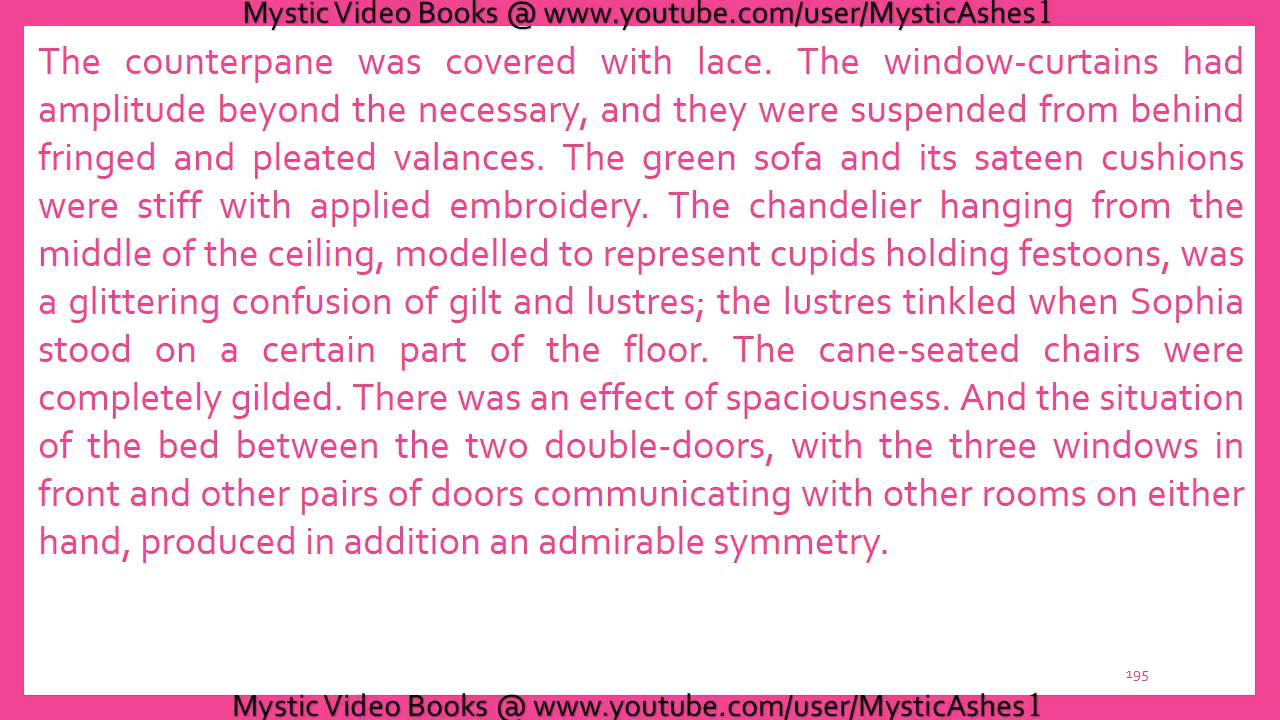 Mystic Video Books @ www.youtube.com/user/MysticAshes1
The counterpane was covered with lace. The window-curtains had
amplitude beyond the necessary, and they were suspended from behind
fringed and pleated valances. The green sofa and its sateen cushions
were stiff with applied embroidery. The chandelier hanging from the
middle of the ceiling, modelled to represent cupids holding festoons, was
a glittering confusion of gilt and lustres; the lustres tinkled when Sophia
stood on a certain part of the floor. The cane-seated chairs were
completely gilded. There was an effect of spaciousness. And the situation
of the bed between the two double-doors, with the three windows in
front and other pairs of doors communicating with other rooms on either
hand, produced in addition an admirable symmetry.
195
Mystic Video Books @ www.youtube.com/user/MysticAshes1